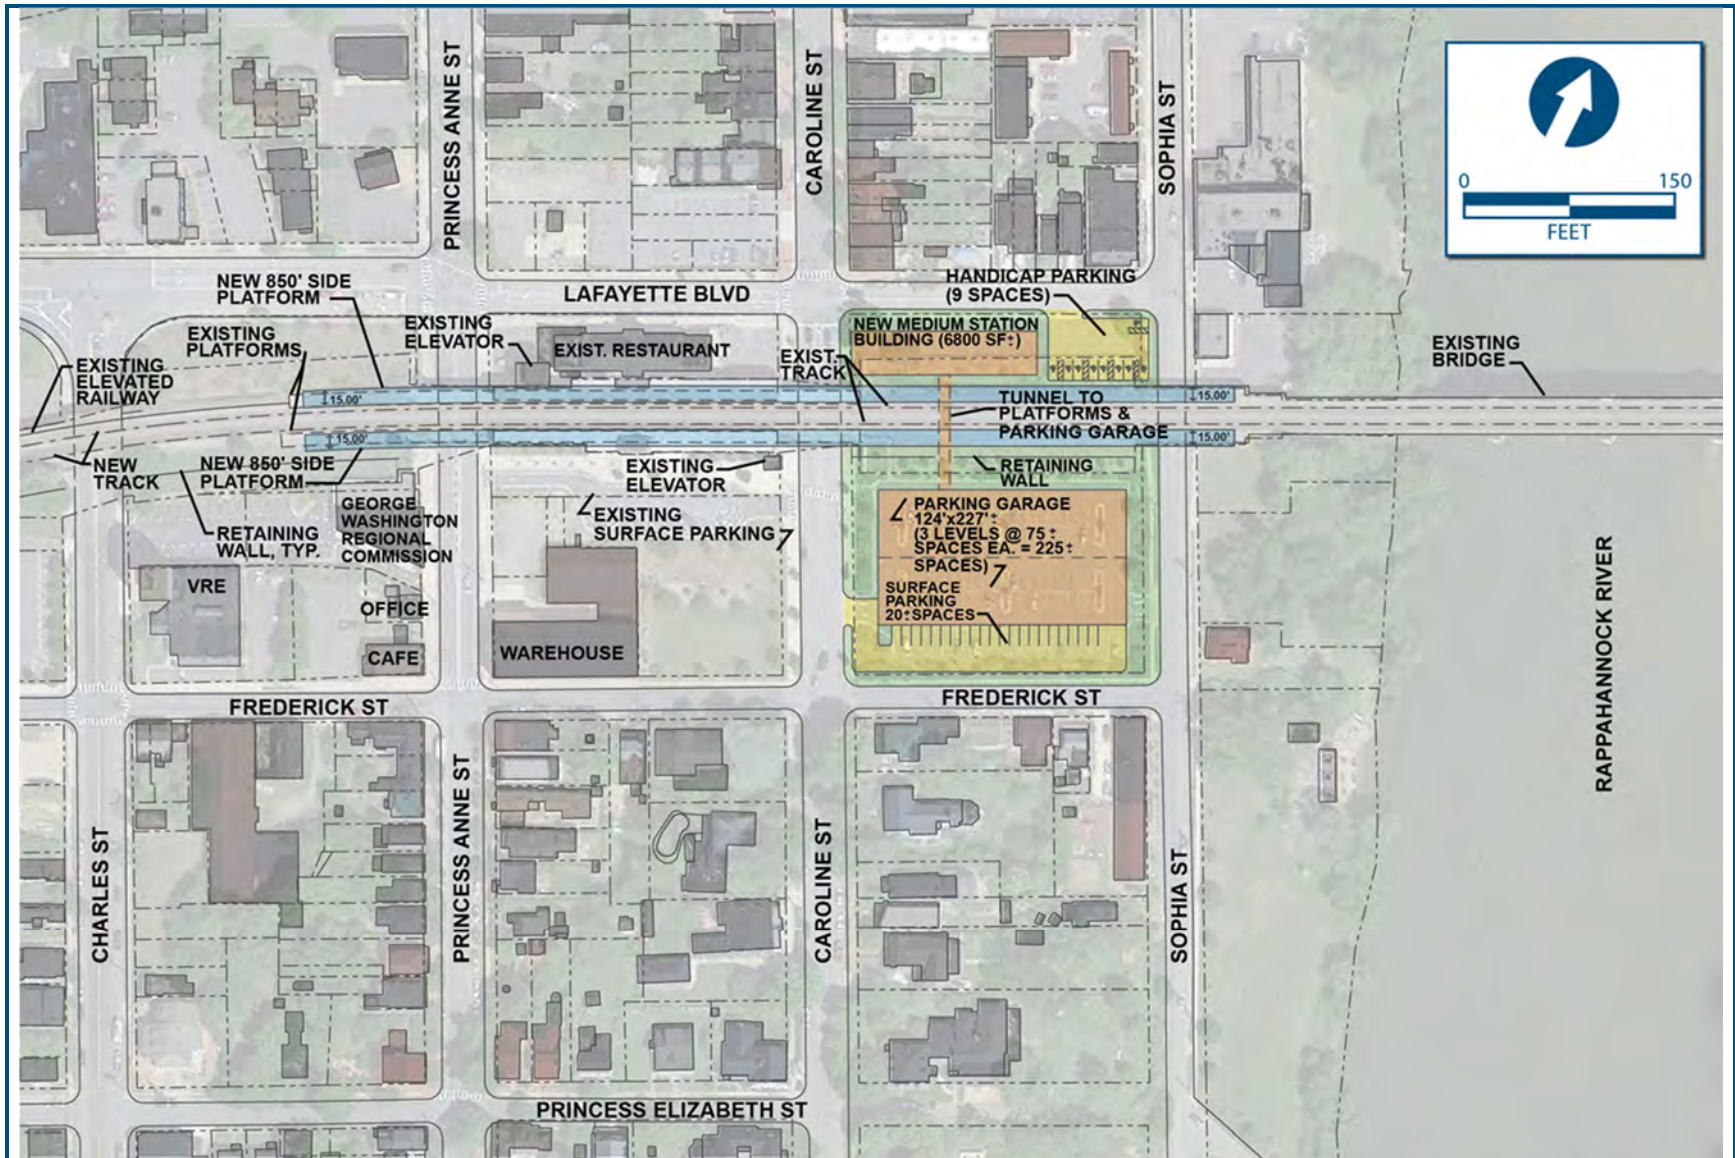 PRINCESS ANNE ST
CAROLINE ST
SOPHIA ST
0 150
FEET
NEW 850' SIDE
PLATFORM
LAFAYETTE BLVD
HANDICAP PARKING
(9 SPACES)
EXISTING
PLATFORMS
EXISTING
ELEVATOR
EXIST. RESTAURANT
NEW MEDIUM STATION
BUILDING (6800 SF±)
EXIST.
TRACK
EXISTING
BRIDGE
EXISTING
ELEVATED
RAILWAY
15.00'
15.00'
TUNNEL TO
PLATFORMS &
PARKING GARAGE
15.00'
15.00'
NEW
TRACK
NEW 850' SIDE
PLATFORM
EXISTING
ELEVATOR
RETAINING
WALL
RETAINING
WALL, TYP.
GEORGE
WASHINGTON
REGIONAL
COMMISSION
EXISTING
SURFACE PARKING
PARKING GARAGE
124'x227'±
(3 LEVELS @ 75±
SPACES EA. = 225±
SPACES)
SURFACE
PARKING
20± SPACES
VRE
OFFICE
CAFE
WAREHOUSE
RAPPAHANNOCK RIVER
FREDERICK ST
FREDERICK ST
CHARLES ST
PRINCESS ANNE ST
CAROLINE ST
SOPHIA ST
PRINCESS ELIZABETH ST